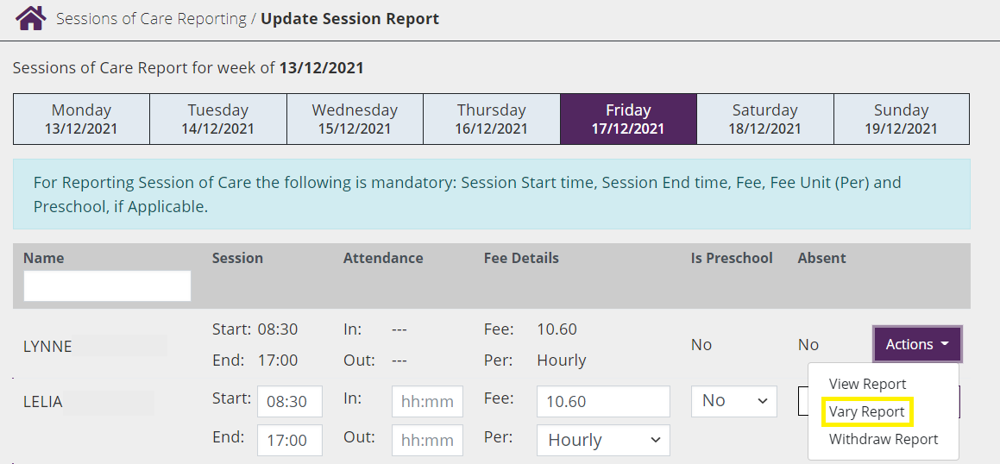 Sessions of Care Reporting / Update Session Report
Sessions of Care Report for week of 13/12/2021
Monday Tuesday Wednesday Thursday Friday Saturday Sunday
13/12/2021 14/12/2021 15/12/2021 16/12/2021 17/12/2021 18/12/2021 19/12/2021
For Reporting Session of Care the following is mandatory: Session Start time, Session End time, Fee, Fee Unit (Per) and
Preschool, if Applicable.
Name Session Attendance Fee Details Is Preschool Absent
Start: 08:30 In: --- Fee: 10.60
LYNNE No No Actions
End: 17:00 Out: --- Per: Hourly
View Report
LELIA Start: 08:30 In: hh:mm Fee: 10.60 No
Vary Report
End: 17:00 Out: hh:mm Per: Hourly
Withdraw Report